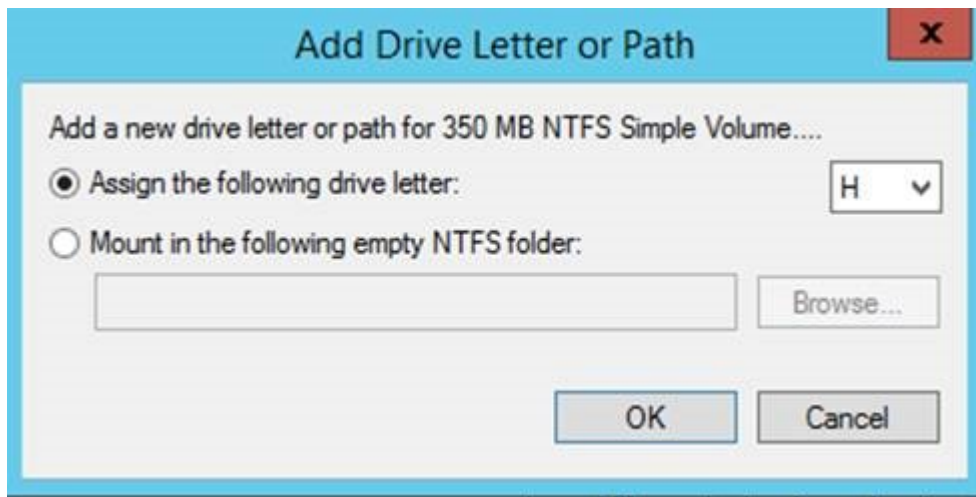 Add Drive Letter or Path
x
Add a new drive letter or path for 350 MB NTFS Simple Volume....
Assign the following drive letter: H
Mount in the following empty NTFS folder:
Browse...
OK Cancel